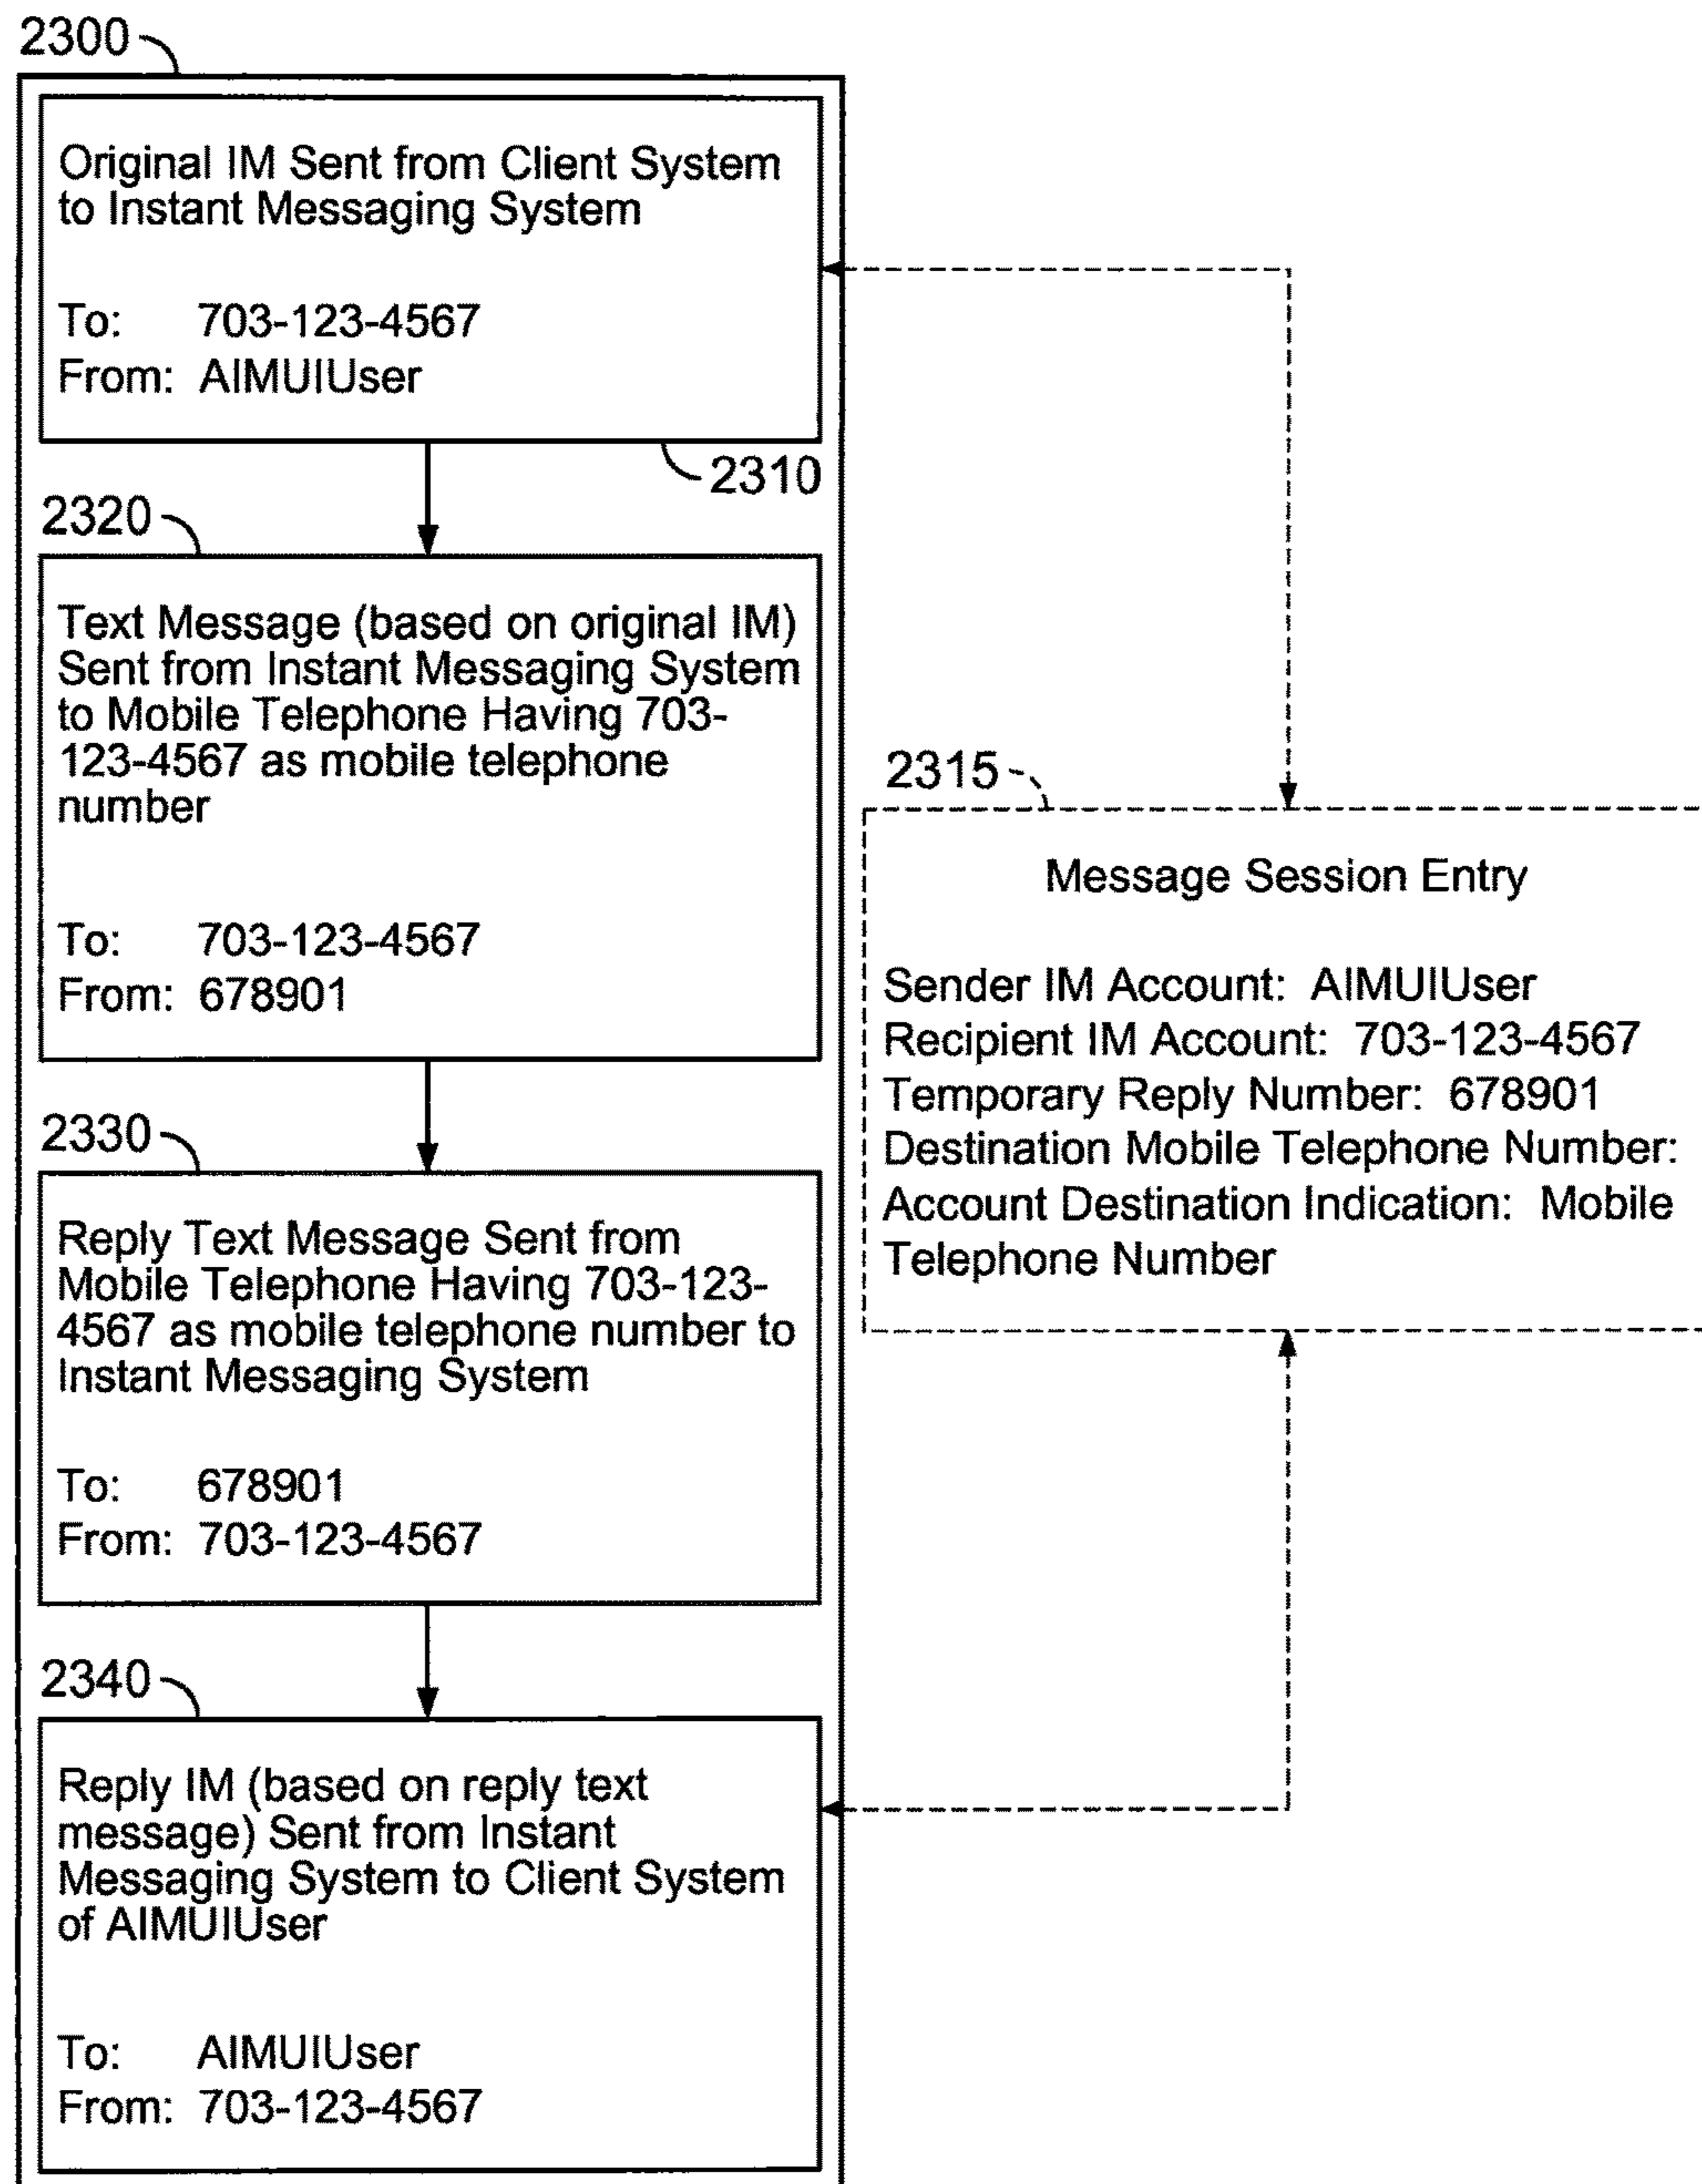 2300
Original IM Sent from Client System
to Instant Messaging System
To: 703-123-4567
From: AIMUIUser
2310
2320
Text Message (based on original IM)
Sent from Instant Messaging System
to Mobile Telephone Having 703-
123-4567 as mobile telephone
number
To: 703-123-4567
From: 678901
2315
Message Session Entry
Sender IM Account: AIMUIUser
Recipient IM Account: 703-123-4567
Temporary Reply Number: 678901
Destination Mobile Telephone Number:
Account Destination Indication: Mobile
Telephone Number
2330
Reply Text Message Sent from
Mobile Telephone Having 703-123-
4567 as mobile telephone number to
Instant Messaging System
To: 678901
From: 703-123-4567
2340
Reply IM (based on reply text
message) Sent from Instant
Messaging System to Client System
of AIMUIUser
To: AIMUIUser
From: 703-123-4567